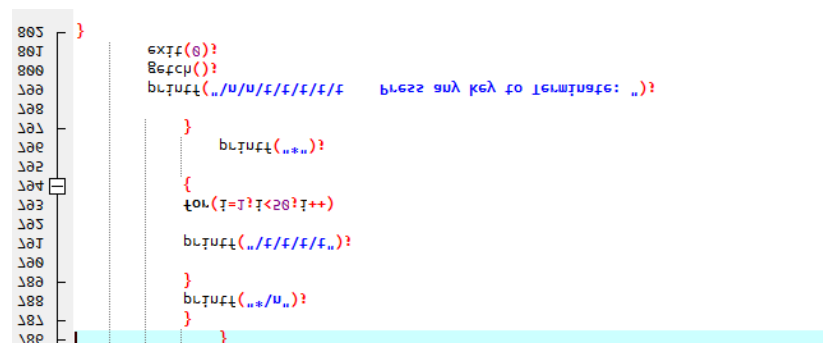 786 }
787 }
788 printf("*\n");
789 }
790
791 printf("\t\t\t\t");
792
793 for(i=1;i<50;i++)
794 {
795
796 printf("*");
797 }
798
799 printf("\n\n\t\t\t\t\t    Press any key to Terminate: ");
800 getch();
801 exit(0);
802 }